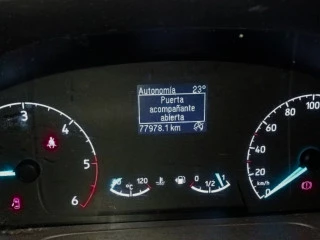 Autonomía 23°
Puerta
acompañante
abierta
77978.1 km
3
4
5
6
120
°C
0 1/2 1
100
80
60
40
20
0
km/h